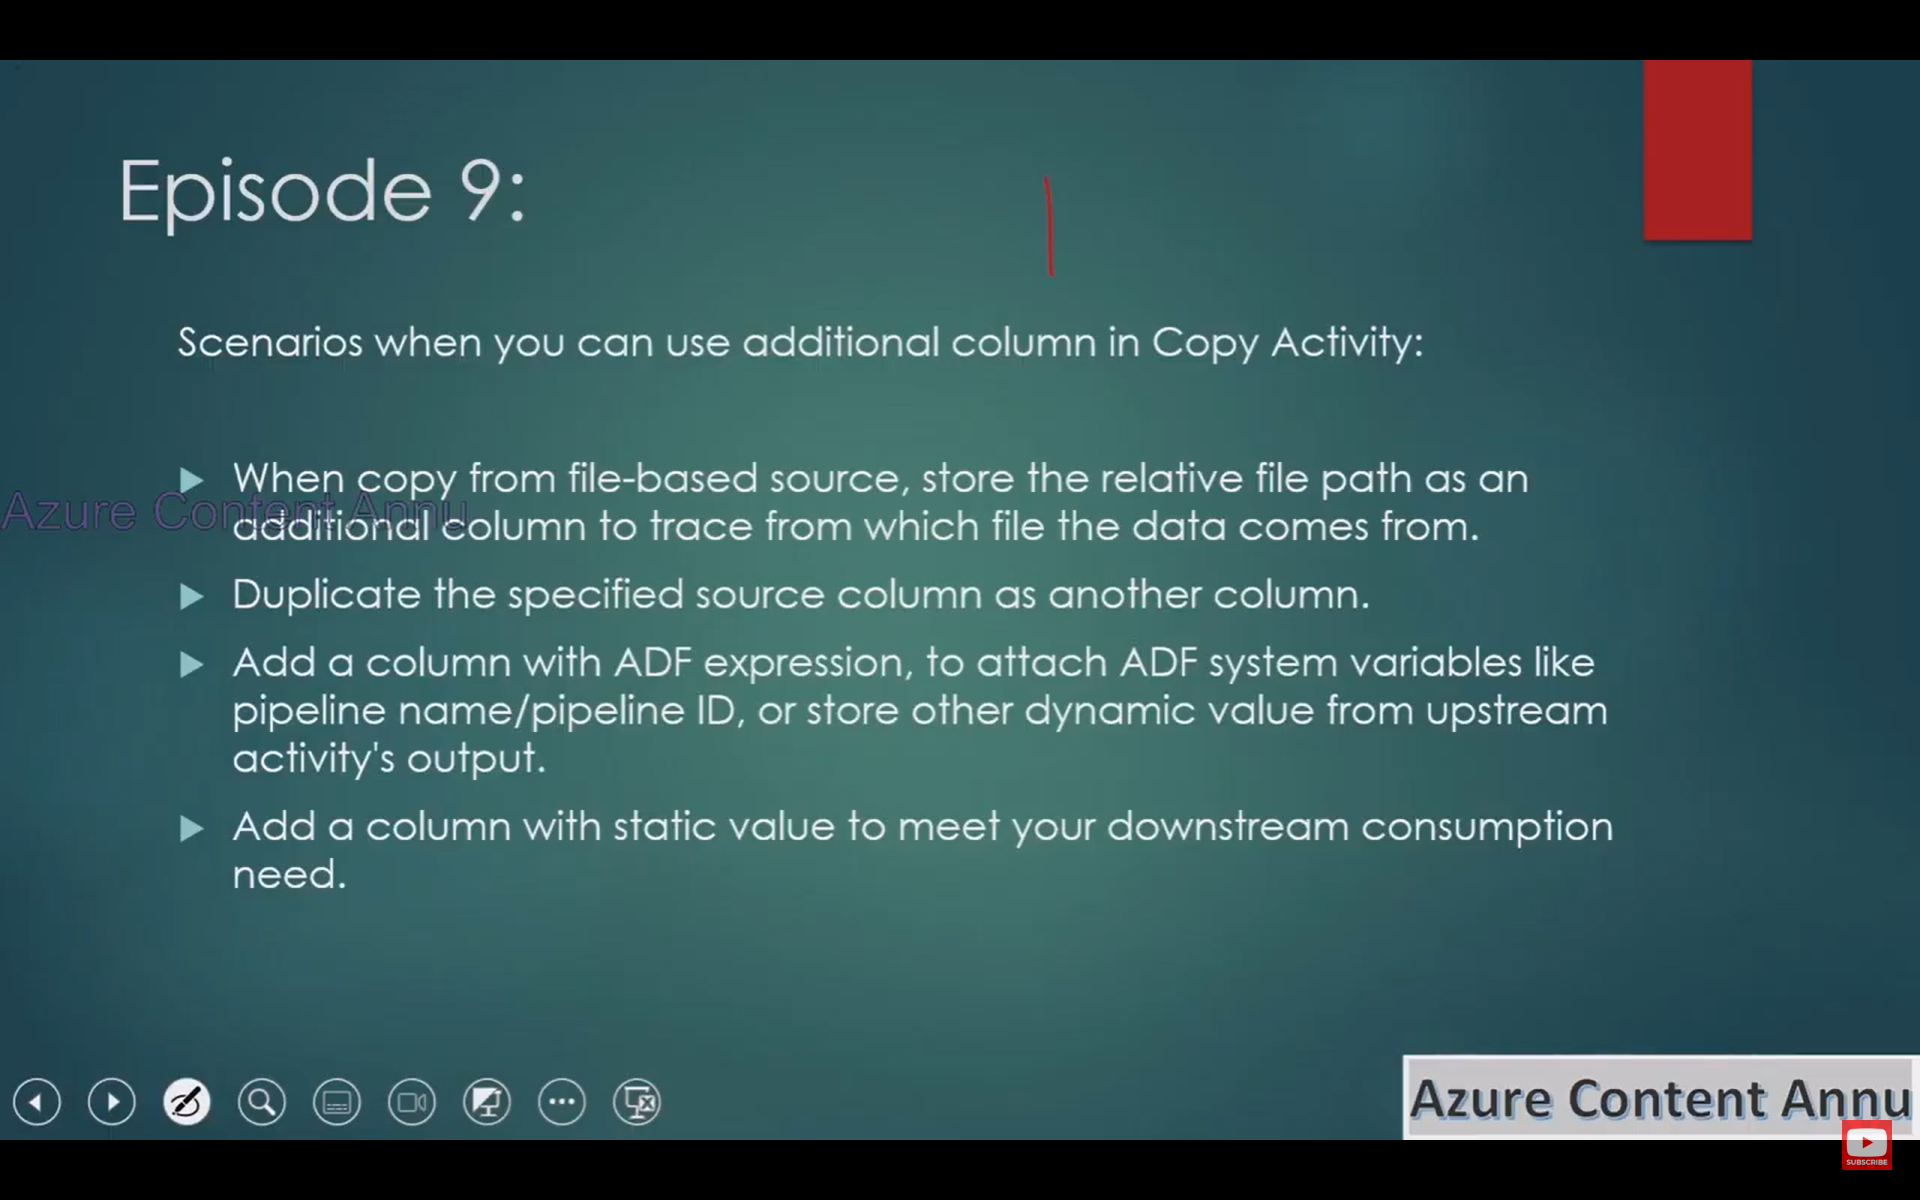 Episode 9:
Scenarios when you can use additional column in Copy Activity:
When copy from file-based source, store the relative file path as an
additional column to trace from which file the data comes from.
Azure Content Annu
Duplicate the specified source column as another column.
Add a column with ADF expression, to attach ADF system variables like
pipeline name/pipeline ID, or store other dynamic value from upstream
activity's output.
Add a column with static value to meet your downstream consumption
need.
Azure Content Annu
SUBSCRIBE